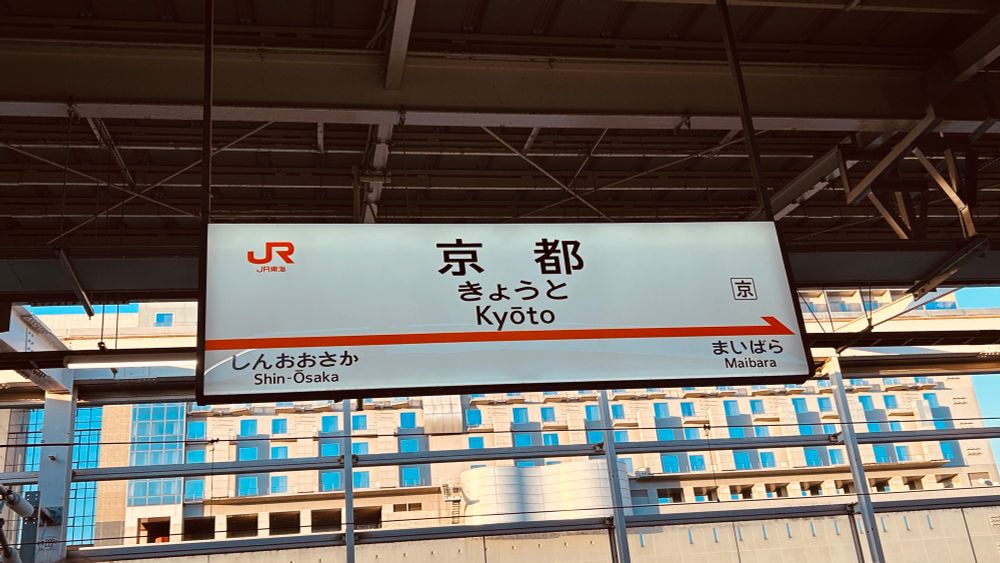 JR
JR東海
京都
きょうと
Kyōto
京
しんおおさか
Shin-Ōsaka
まいばら
Maibara